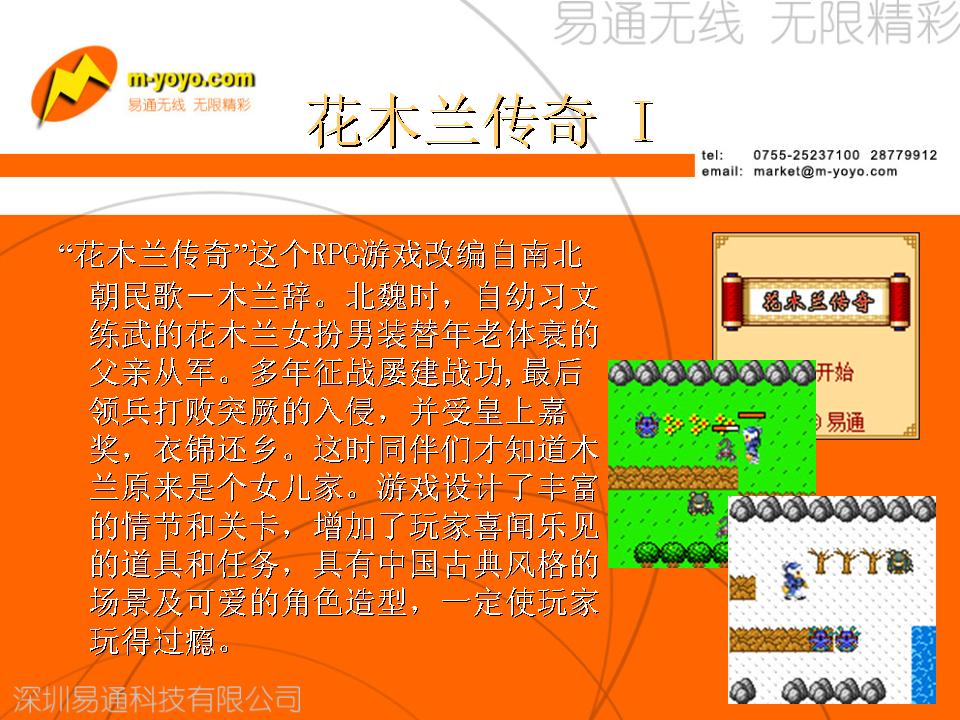 易通无线 无限精彩
m-yoyo.com
易通无线 无限精彩
花木兰传奇 I
tel: 0755-25237100 28779912
email: market@m-yoyo.com
“花木兰传奇”这个RPG游戏改编自南北
朝民歌－木兰辞。北魏时，自幼习文
练武的花木兰女扮男装替年老体衰的
父亲从军。多年征战屡建战功,最后
领兵打败突厥的入侵，并受皇上嘉
奖，衣锦还乡。这时同伴们才知道木
兰原来是个女儿家。游戏设计了丰富
的情节和关卡，增加了玩家喜闻乐见
的道具和任务，具有中国古典风格的
场景及可爱的角色造型，一定使玩家
玩得过瘾。
花木兰传奇
开始
易通
深圳易通科技有限公司